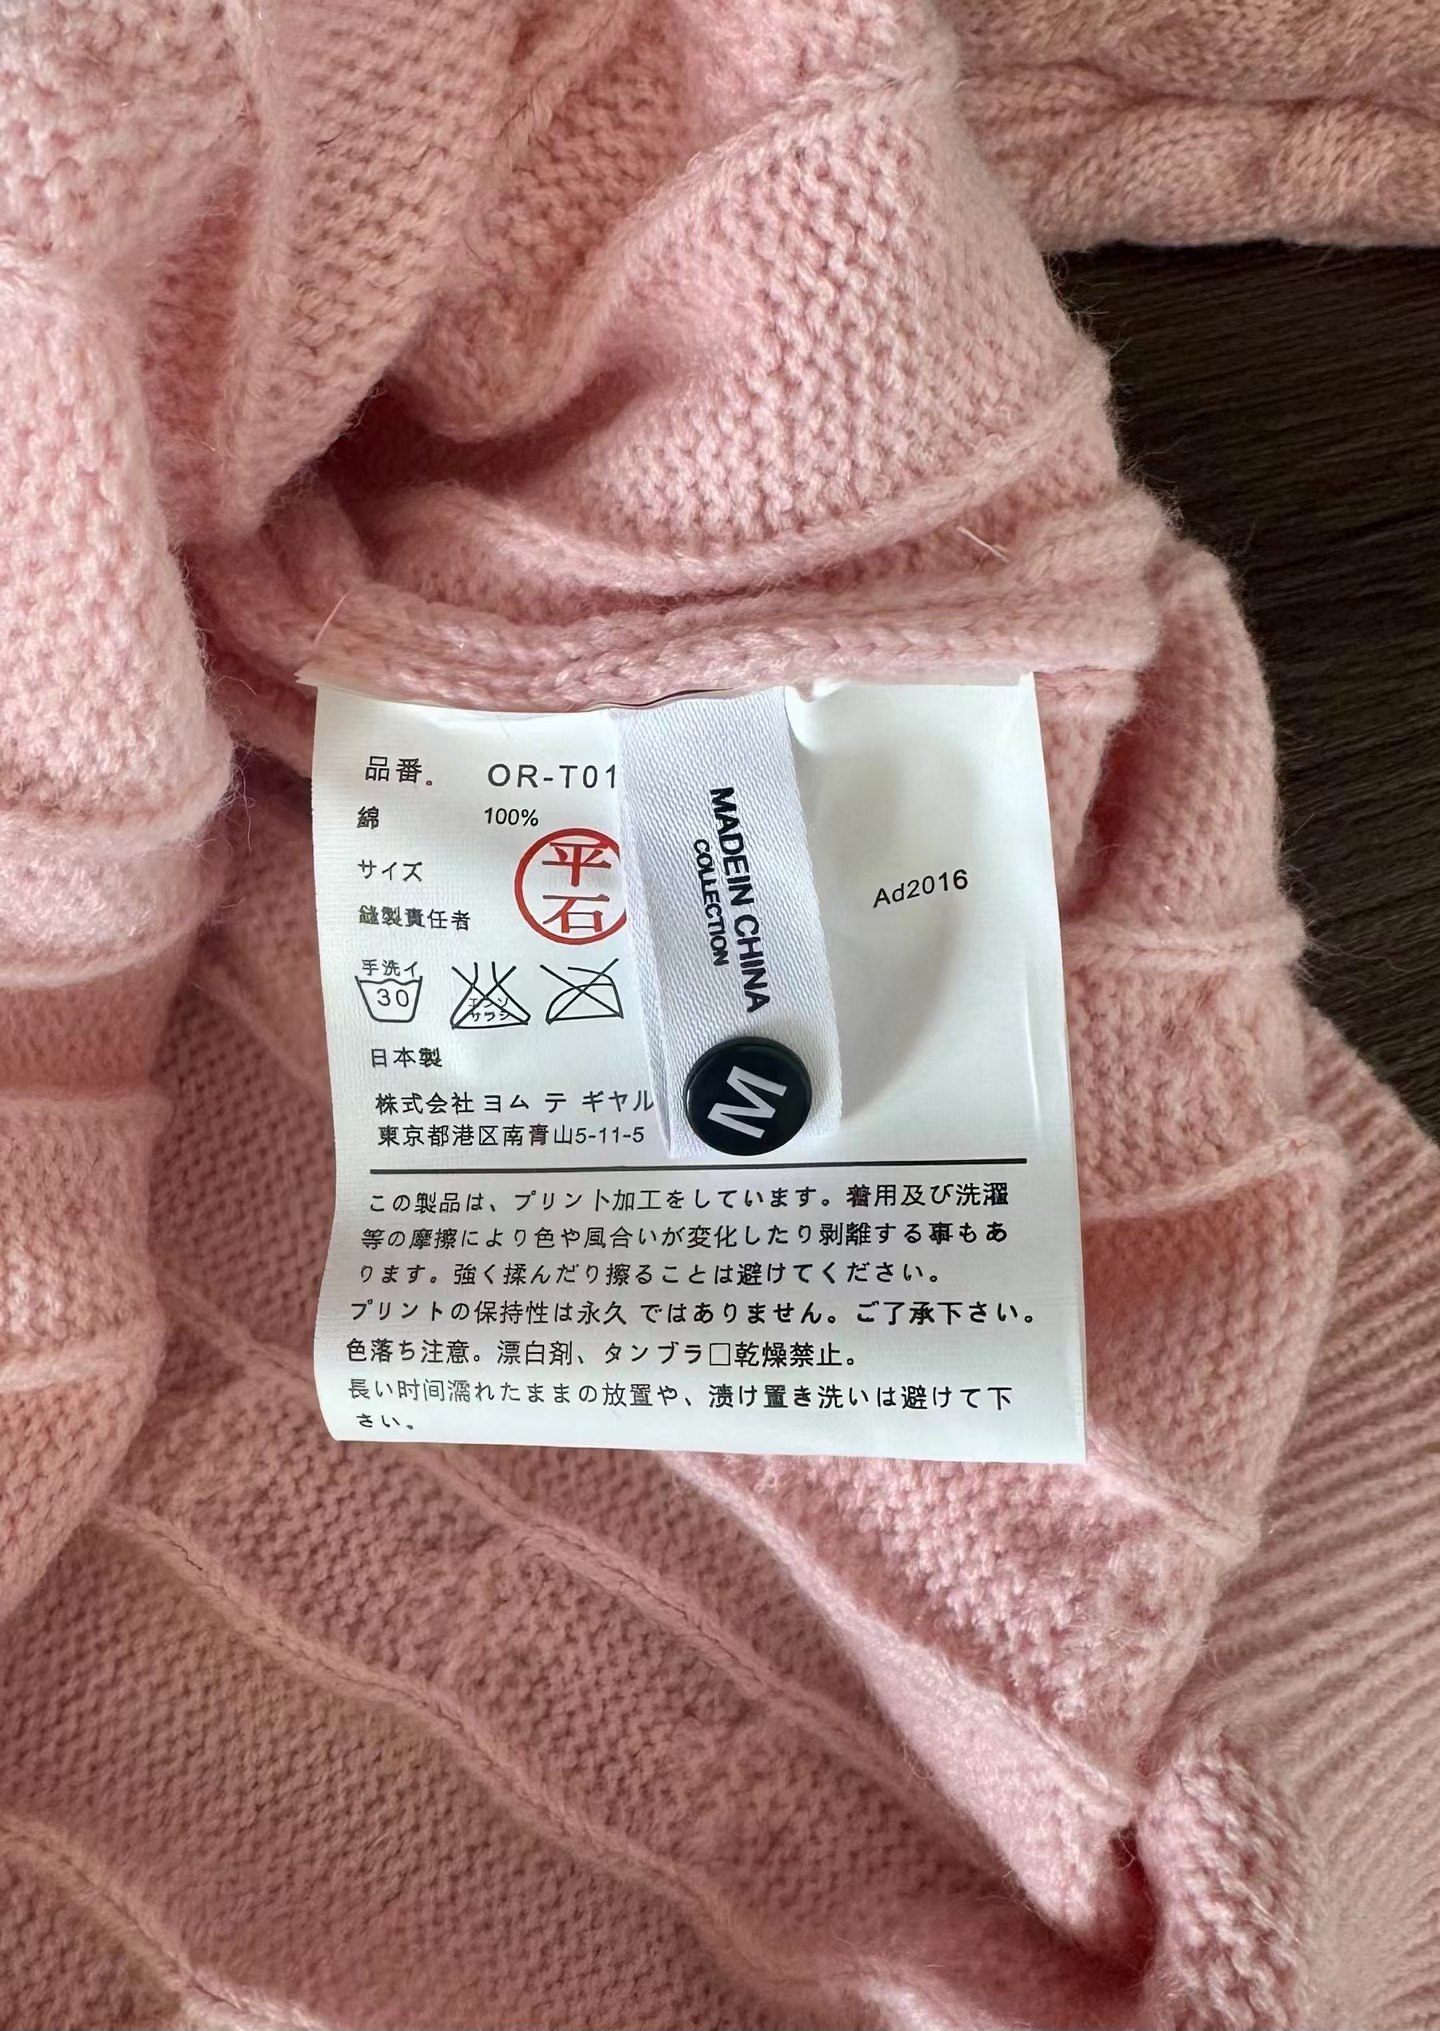 品番. OR-T01
綿 100%
サイズ
平
石
縫製責任者
手洗イ
30
エンソ
サラシ
日本製
株式会社ヨムテギヤル
東京都港区南青山5-11-5
MADEIN CHINA
COLLECTION
M
Ad2016
この製品は、プリント加工をしています。着用及び洗濯
等の摩擦により色や風合いが変化したり剥離する事もあ
ります。強く揉んだり擦ることは避けてください。
プリントの保持性は永久 ではありません。ご了承下さい。
色落ち注意。漂白剤、タンブラ□乾燥禁止。
長い时间濡れたままの放置や、漬け置き洗いは避けて下
さい。